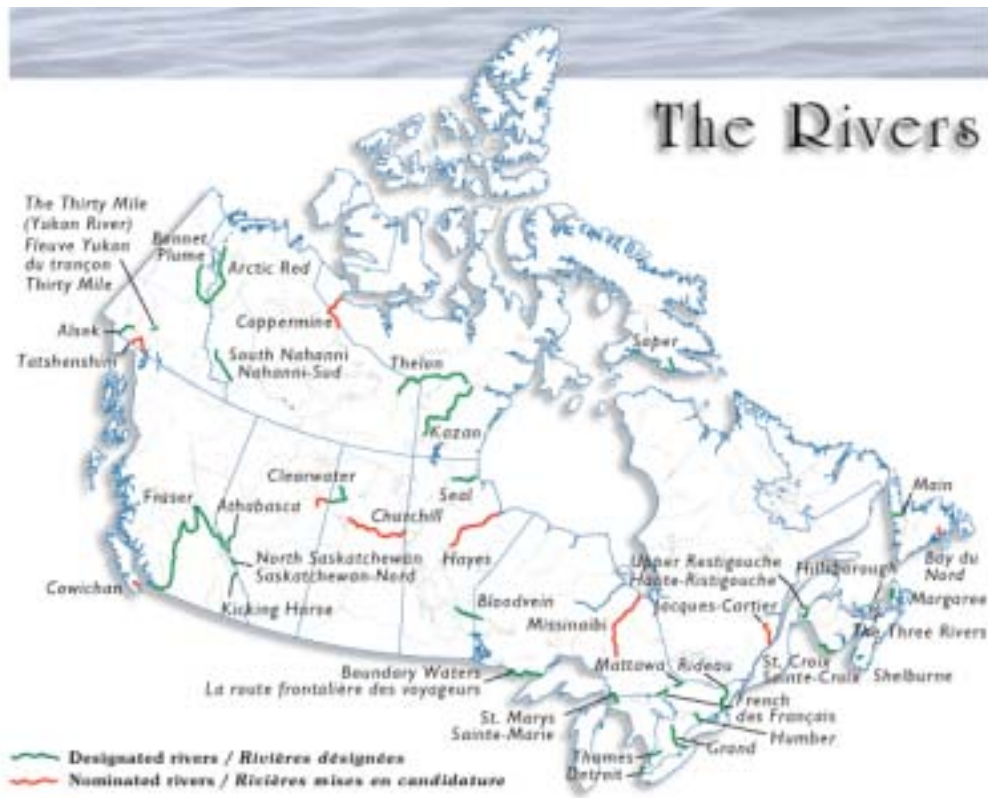 The Rivers
The Thirty Mile
(Yukon River)
Fleuve Yukon
du tronçon
Thirty Mile
Bonnet
Plume
Arctic Red
Alsek
Tatshenshini
Coppermine
South Nahanni
Nahanni-Sud
Thelon
Soper
Kazan
Clearwater
Seal
Fraser
Athabasca
Churchill
Main
North Saskatchewan
Saskatchewan-Nord
Hayes
Upper Restigouche
Haute-Ristigouche
Hillsborough
Bay du
Nord
Cowichan
Kicking Horse
Bloodvein
Jacques-Cartier
Margaree
Missinaibi
The Three Rivers
Boundary Waters
La route frontalière des voyageurs
Mattawa
Rideau
St. Croix
Sainte-Croix
Shelburne
St. Marys
Sainte-Marie
French
des Français
Humber
Grand
Thames
Detroit
Designated rivers / Rivières désignées
Nominated rivers / Rivières mises en candidature